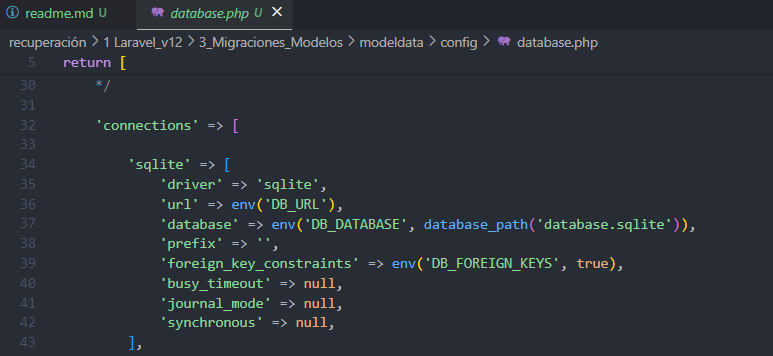 readme.md U database.php U ×
recuperación > 1 Laravel_v12 > 3_Migraciones_Modelos > modeldata > config > database.php
5 return [
30 */
31
32 'connections' => [
33
34 'sqlite' => [
35 'driver' => 'sqlite',
36 'url' => env('DB_URL'),
37 'database' => env('DB_DATABASE', database_path('database.sqlite')),
38 'prefix' => '',
39 'foreign_key_constraints' => env('DB_FOREIGN_KEYS', true),
40 'busy_timeout' => null,
41 'journal_mode' => null,
42 'synchronous' => null,
43 ],